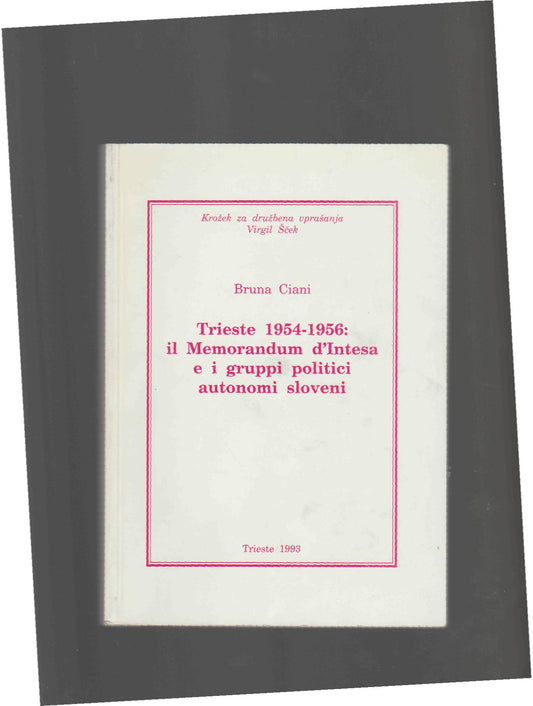 Krožek za družbena vprašanja
Virgil Šček
Bruna Ciani
Trieste 1954-1956:
il Memorandum d'Intesa
e i gruppi politici
autonomi sloveni
Trieste 1993